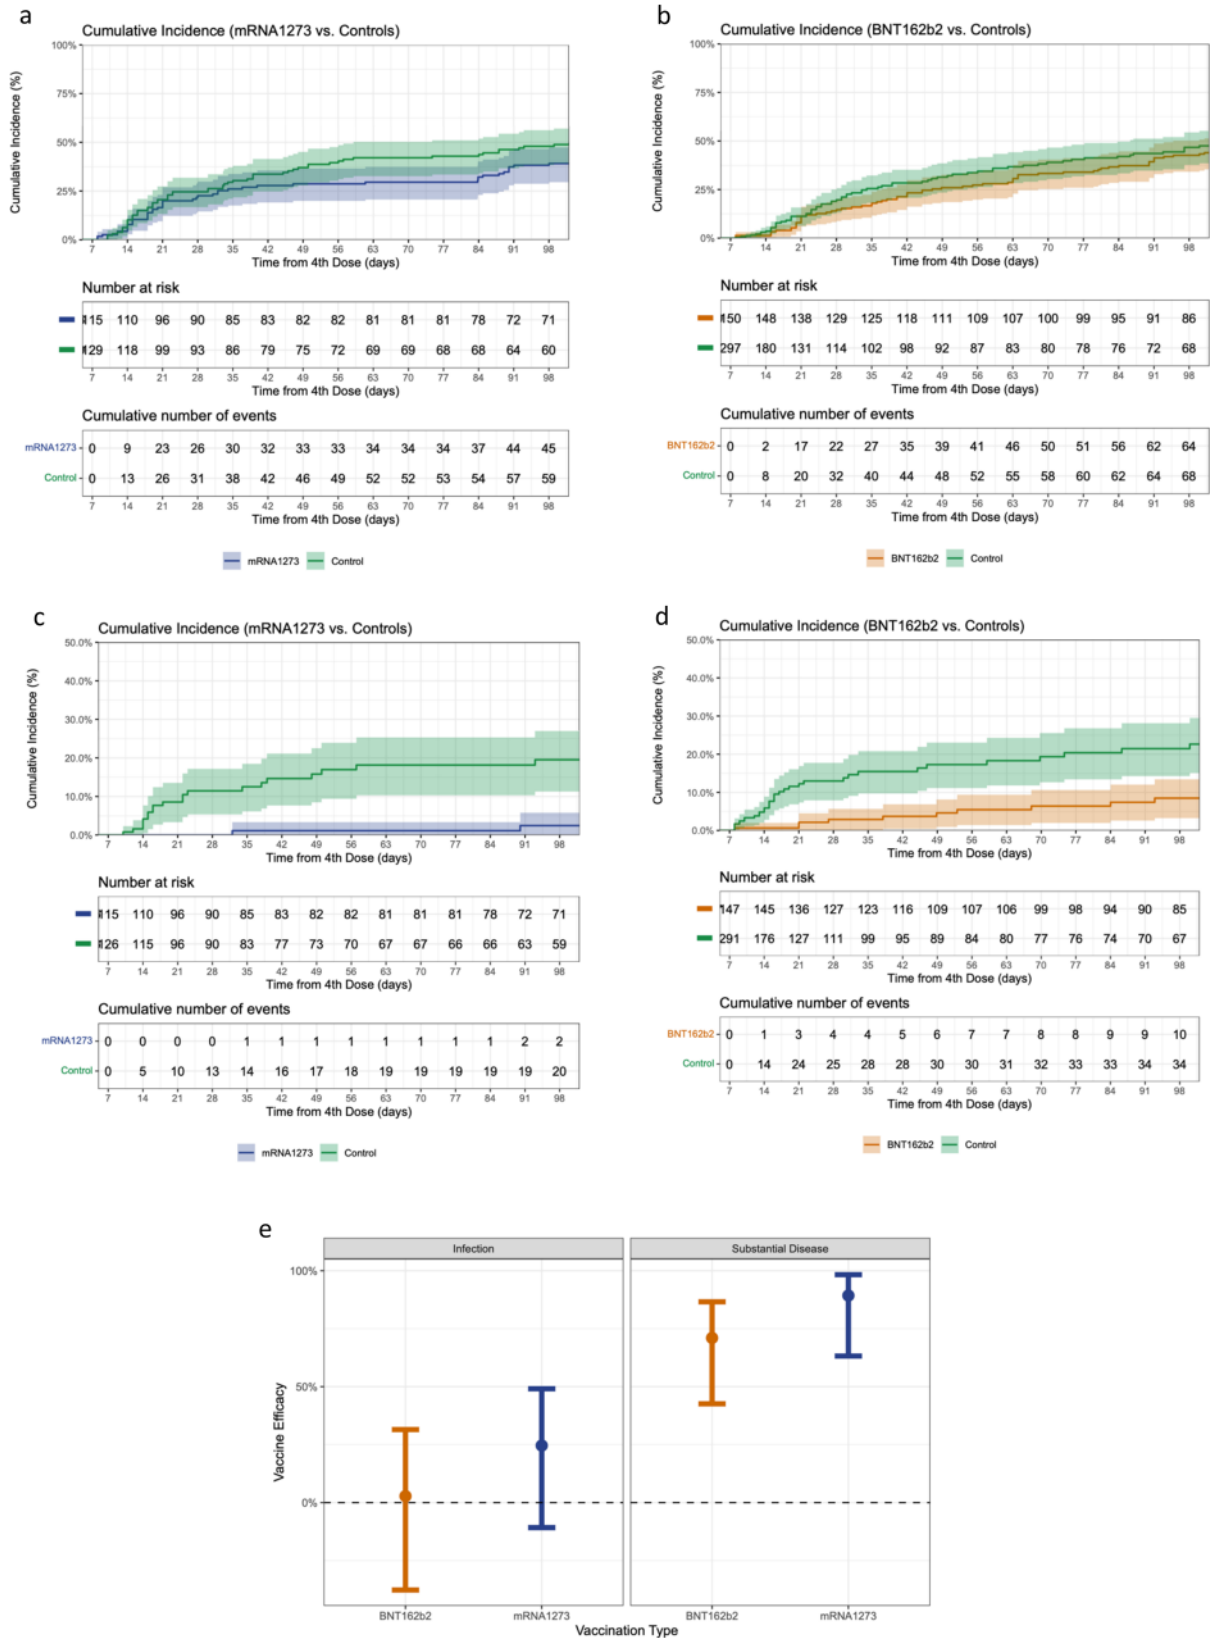 a
Cumulative Incidence (mRNA1273 vs. Controls)
Cumulative Incidence (%)
100%
75%
50%
25%
0%
7 14 21 28 35 42 49 56 63 70 77 84 91 98
Time from 4th Dose (days)
Number at risk
115 110 96 90 85 83 82 82 81 81 81 78 72 71
129 118 99 93 86 79 75 72 69 69 68 68 64 60
7 14 21 28 35 42 49 56 63 70 77 84 91 98
Time from 4th Dose (days)
Cumulative number of events
mRNA1273 0 9 23 26 30 32 33 33 34 34 34 37 44 45
Control 0 13 26 31 38 42 46 49 52 52 53 54 57 59
7 14 21 28 35 42 49 56 63 70 77 84 91 98
Time from 4th Dose (days)
mRNA1273 Control
b
Cumulative Incidence (BNT162b2 vs. Controls)
Cumulative Incidence (%)
100%
75%
50%
25%
0%
7 14 21 28 35 42 49 56 63 70 77 84 91 98
Time from 4th Dose (days)
Number at risk
150 148 138 129 125 118 111 109 107 100 99 95 91 86
297 180 131 114 102 98 92 87 83 80 78 76 72 68
7 14 21 28 35 42 49 56 63 70 77 84 91 98
Time from 4th Dose (days)
Cumulative number of events
BNT162b2 0 2 17 22 27 35 39 41 46 50 51 56 62 64
Control 0 8 20 32 40 44 48 52 55 58 60 62 64 68
7 14 21 28 35 42 49 56 63 70 77 84 91 98
Time from 4th Dose (days)
BNT162b2 Control
c
Cumulative Incidence (mRNA1273 vs. Controls)
Cumulative Incidence (%)
50.0%
40.0%
30.0%
20.0%
10.0%
0.0%
7 14 21 28 35 42 49 56 63 70 77 84 91 98
Time from 4th Dose (days)
Number at risk
115 110 96 90 85 83 82 82 81 81 81 78 72 71
126 115 96 90 83 77 73 70 67 67 66 66 63 59
7 14 21 28 35 42 49 56 63 70 77 84 91 98
Time from 4th Dose (days)
Cumulative number of events
mRNA1273 0 0 0 0 1 1 1 1 1 1 1 1 2 2
Control 0 5 10 13 14 16 17 18 19 19 19 19 19 20
7 14 21 28 35 42 49 56 63 70 77 84 91 98
Time from 4th Dose (days)
mRNA1273 Control
d
Cumulative Incidence (BNT162b2 vs. Controls)
Cumulative Incidence (%)
50.0%
40.0%
30.0%
20.0%
10.0%
0.0%
7 14 21 28 35 42 49 56 63 70 77 84 91 98
Time from 4th Dose (days)
Number at risk
147 145 136 127 123 116 109 107 106 99 98 94 90 85
291 176 127 111 99 95 89 84 80 77 76 74 70 67
7 14 21 28 35 42 49 56 63 70 77 84 91 98
Time from 4th Dose (days)
Cumulative number of events
BNT162b2 0 1 3 4 4 5 6 7 7 8 8 9 9 10
Control 0 14 24 25 28 28 30 30 31 32 33 33 34 34
7 14 21 28 35 42 49 56 63 70 77 84 91 98
Time from 4th Dose (days)
BNT162b2 Control
e
Infection Substantial Disease
Vaccine Efficacy
100%
50%
0%
BNT162b2 mRNA1273 BNT162b2 mRNA1273
Vaccination Type